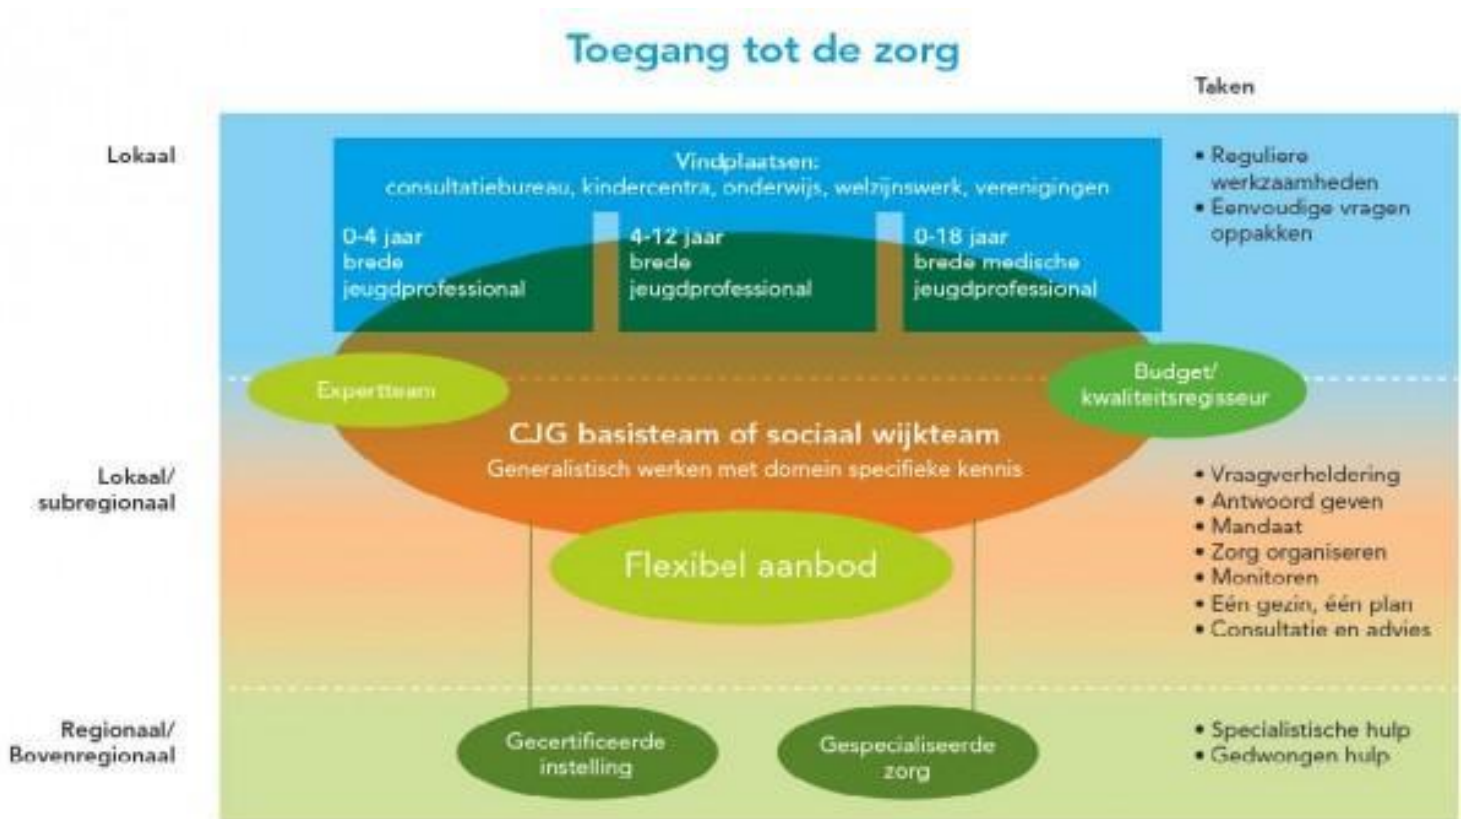 Toegang tot de zorg
Taken
Lokaal
Vindplaatsen:
consultatiebureau, kindercentra, onderwijs, welzijnswerk, verenigingen
0-4 jaar
brede
jeugdprofessional
4-12 jaar
brede
jeugdprofessional
0-18 jaar
brede medische
jeugdprofessional
• Reguliere
werkzaamheden
• Eenvoudige vragen
oppakken
Expertteam
Budget/
kwaliteitsregisseur
CJG basisteam of sociaal wijkteam
Generalistisch werken met domein specifieke kennis
Lokaal/
subregionaal
Flexibel aanbod
• Vraagverheldering
• Antwoord geven
• Mandaat
• Zorg organiseren
• Monitoren
• Eén gezin, één plan
• Consultatie en advies
Regionaal/
Bovenregionaal
Gecertificeerde
instelling
Gespecialiseerde
zorg
• Specialistische hulp
• Gedwongen hulp